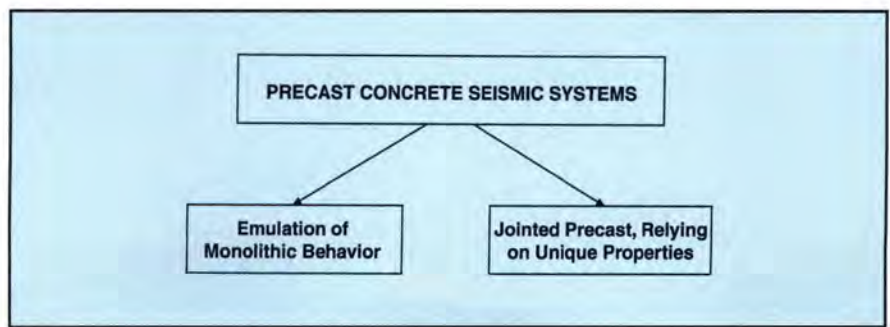 PRECAST CONCRETE SEISMIC SYSTEMS
Emulation of
Monolithic Behavior
Jointed Precast, Relying
on Unique Properties